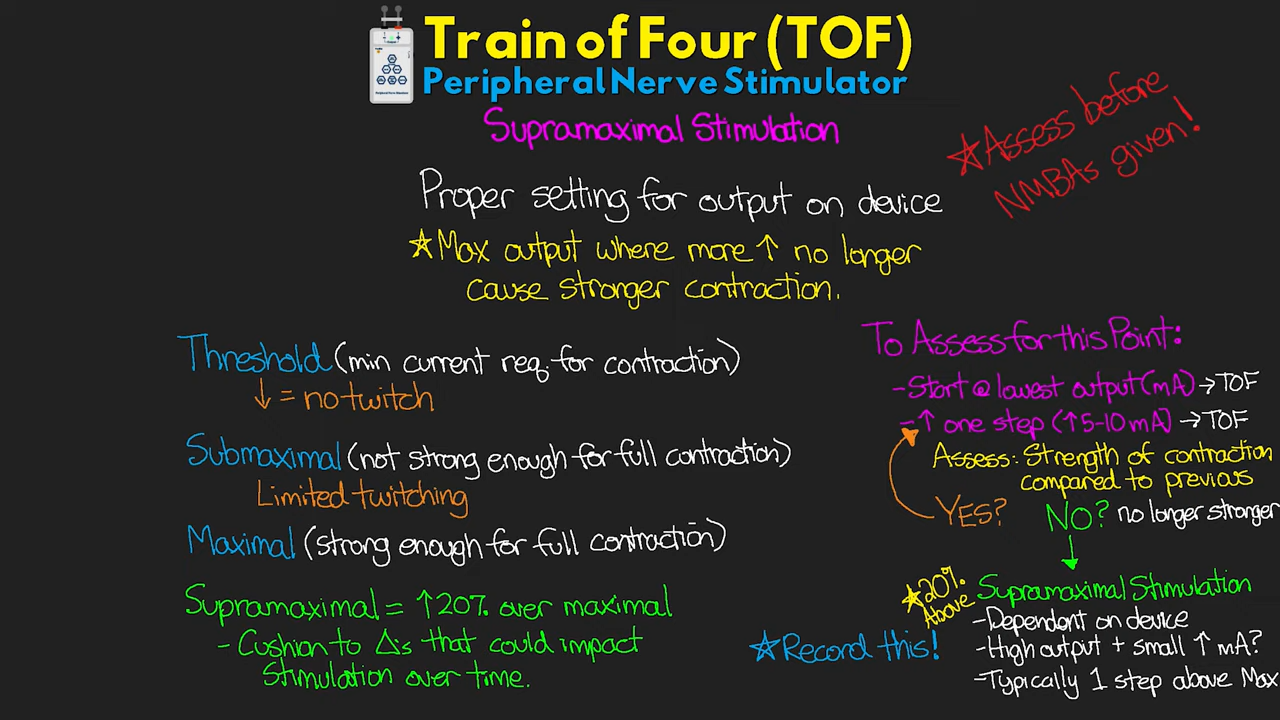 Train of Four (TOF)
Peripheral Nerve Stimulator
Supramaximal Stimulation
☆Assess before
NMBAs given!
Proper setting for output on device
☆Max output where more ↑ no longer
cause stronger contraction.
Threshold (min current req. for contraction)
↓ = no twitch
Submaximal (not strong enough for full contraction)
Limited twitching
Maximal (strong enough for full contraction)
Supramaximal = ↑20% over maximal
- Cushion to Δ's that could impact
Stimulation over time.
To Assess for this Point:
-Start @ lowest output (mA) → TOF
-↑ one step (↑5-10 mA) → TOF
Assess: Strength of contraction
compared to previous
YES?
NO? no longer stronger
☆20%
Above
Supramaximal Stimulation
-Dependent on device
-High output + small ↑ mA?
-Typically 1 step above Max
☆Record this!